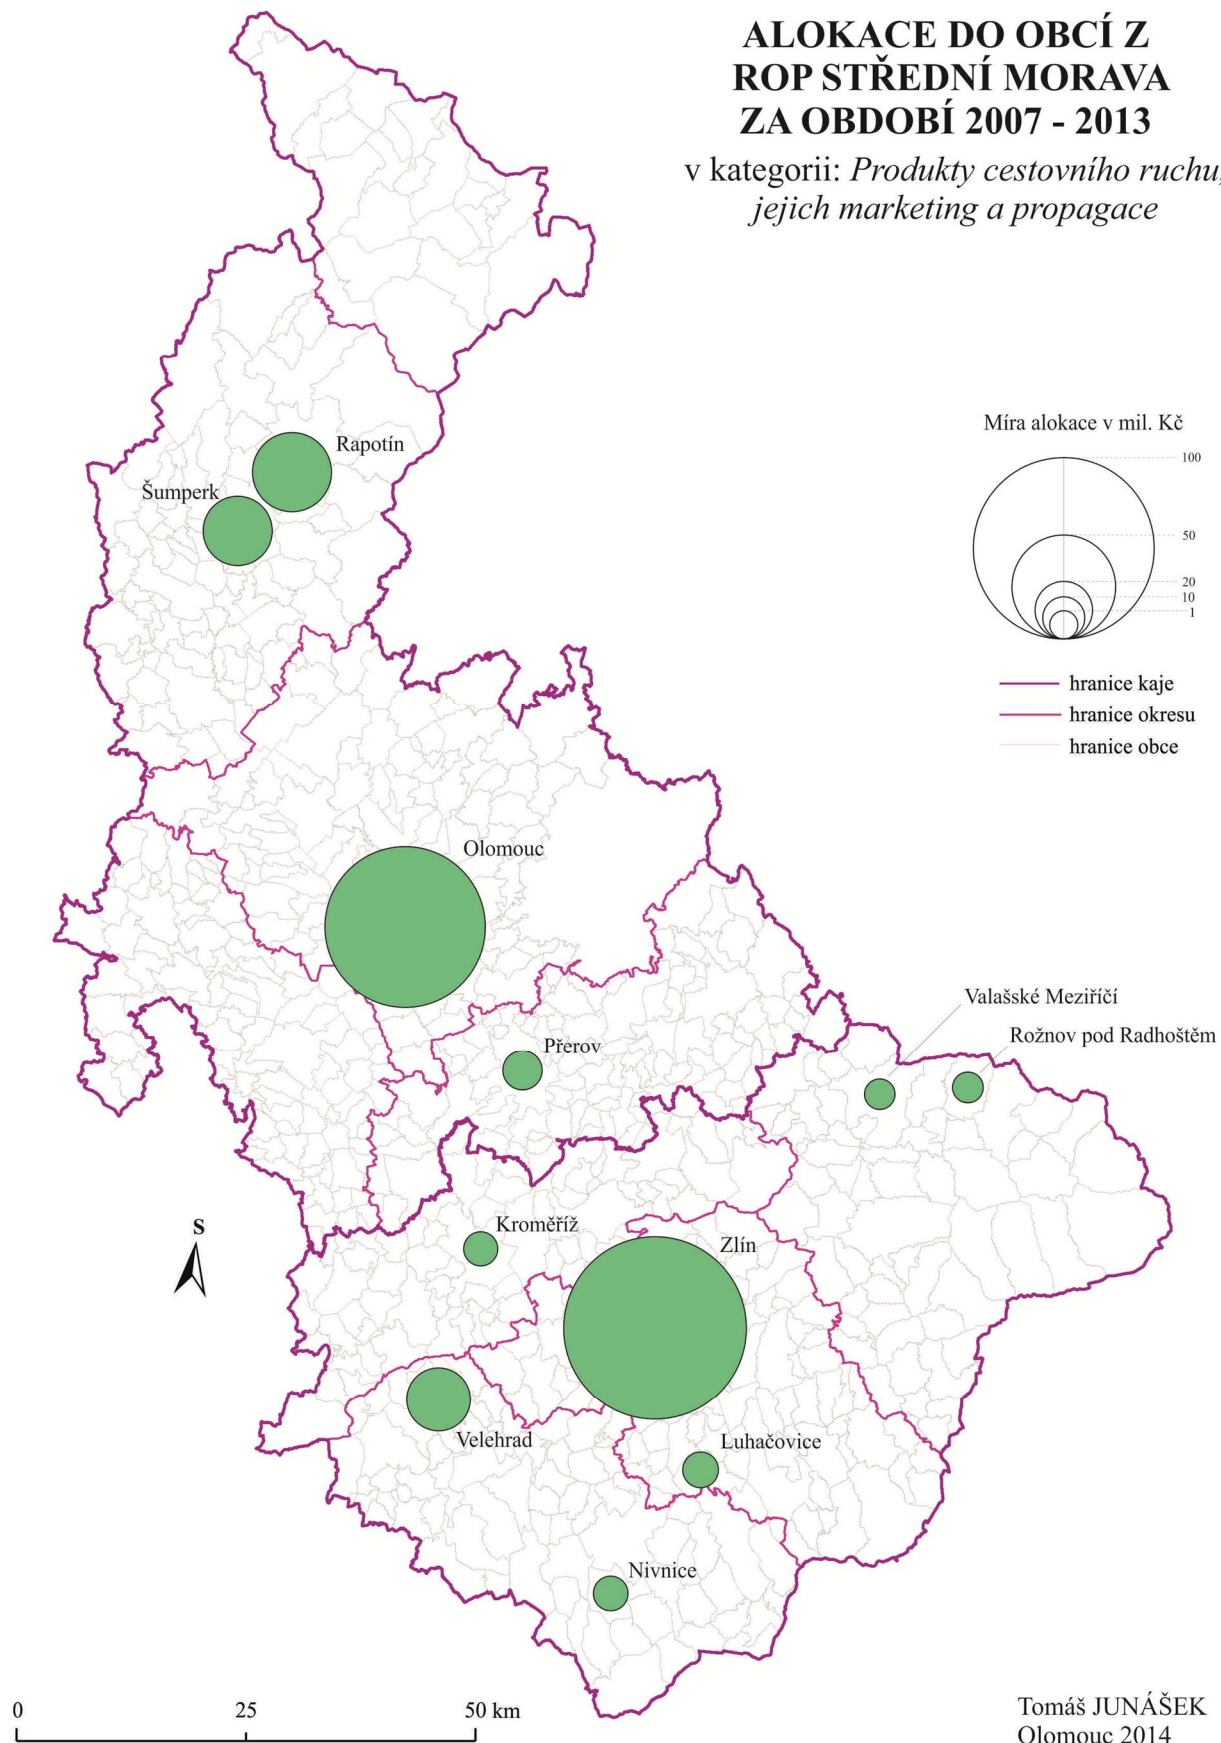 ALOKACE DO OBCÍ Z
ROP STŘEDNÍ MORAVA
ZA OBDOBÍ 2007 - 2013
v kategorii: Produkty cestovního ruchu,
jejich marketing a propagace
Míra alokace v mil. Kč
100
50
20
10
1
hranice kaje
hranice okresu
hranice obce
Rapotín
Šumperk
Olomouc
Valašské Meziříčí
Rožnov pod Radhoštěm
Přerov
S
Kroměříž
Zlín
Velehrad
Luhačovice
Nivnice
0 25 50 km
Tomáš JUNÁŠEK
Olomouc 2014